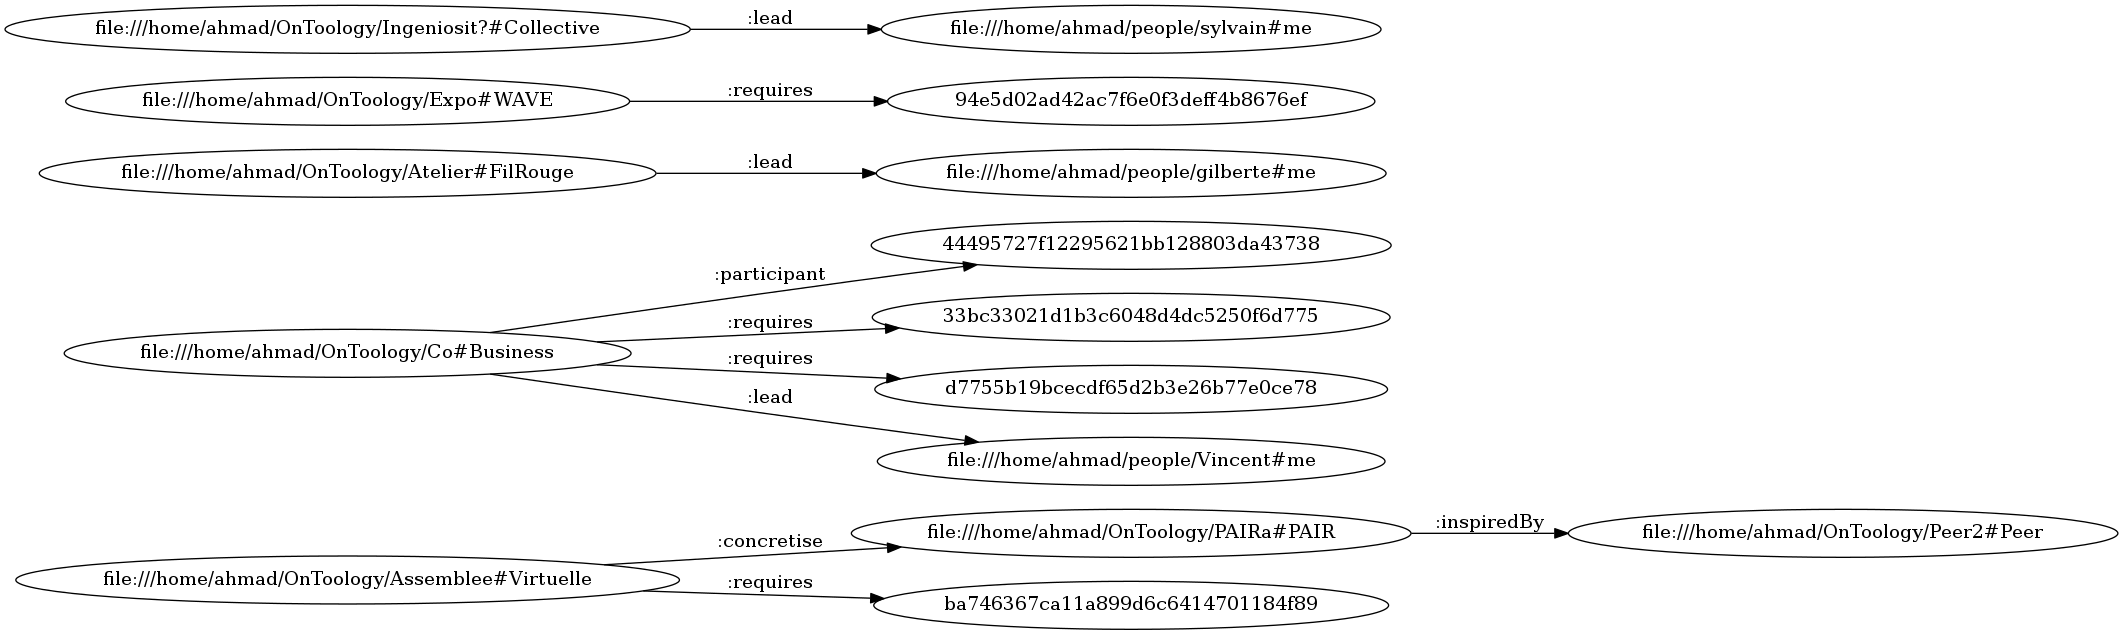 file:///home/ahmad/OnToology/Ingeniosit?#Collective
:lead
file:///home/ahmad/people/sylvain#me
file:///home/ahmad/OnToology/Expo#WAVE
:requires
94e5d02ad42ac7f6e0f3deff4b8676ef
file:///home/ahmad/OnToology/Atelier#FilRouge
:lead
file:///home/ahmad/people/gilberte#me
file:///home/ahmad/OnToology/Co#Business
:participant
44495727f12295621bb128803da43738
:requires
33bc33021d1b3c6048d4dc5250f6d775
:requires
d7755b19bcecdf65d2b3e26b77e0ce78
:lead
file:///home/ahmad/people/Vincent#me
file:///home/ahmad/OnToology/Assemblee#Virtuelle
:concretise
file:///home/ahmad/OnToology/PAIRa#PAIR
:inspiredBy
file:///home/ahmad/OnToology/Peer2#Peer
:requires
ba746367ca11a899d6c6414701184f89